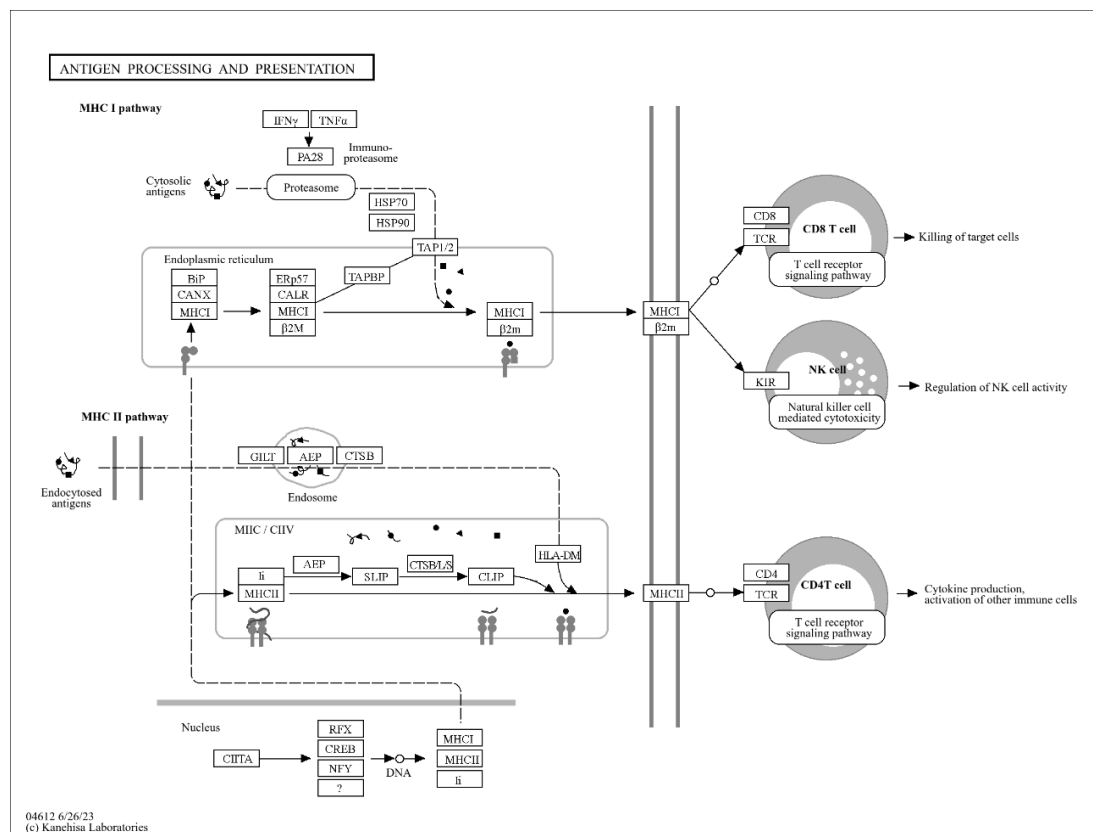 ANTIGEN PROCESSING AND PRESENTATION
MHC I pathway
IFNγ
TNFα
PA28
Immuno-
proteasome
Cytosolic
antigens
Proteasome
HSP70
HSP90
TAP1/2
Endoplasmic reticulum
BiP
CANX
MHCI
ERp57
CALR
MHCI
β2M
TAPBP
MHCI
β2m
MHCI
β2m
CD8
TCR
CD8 T cell
T cell receptor
signaling pathway
Killing of target cells
KIR
NK cell
Natural killer cell
mediated cytotoxicity
Regulation of NK cell activity
MHC II pathway
Endocytosed
antigens
GILT
AEP
CTSB
Endosome
MIIC / CIIV
Ii
MHCII
AEP
SLIP
CTSB/L/S
CLIP
HLA-DM
MHCII
CD4
TCR
CD4T cell
T cell receptor
signaling pathway
Cytokine production,
activation of other immune cells
Nucleus
CIITA
RFX
CREB
NFY
?
DNA
MHCI
MHCII
Ii
04612 6/26/23
(c) Kanehisa Laboratories